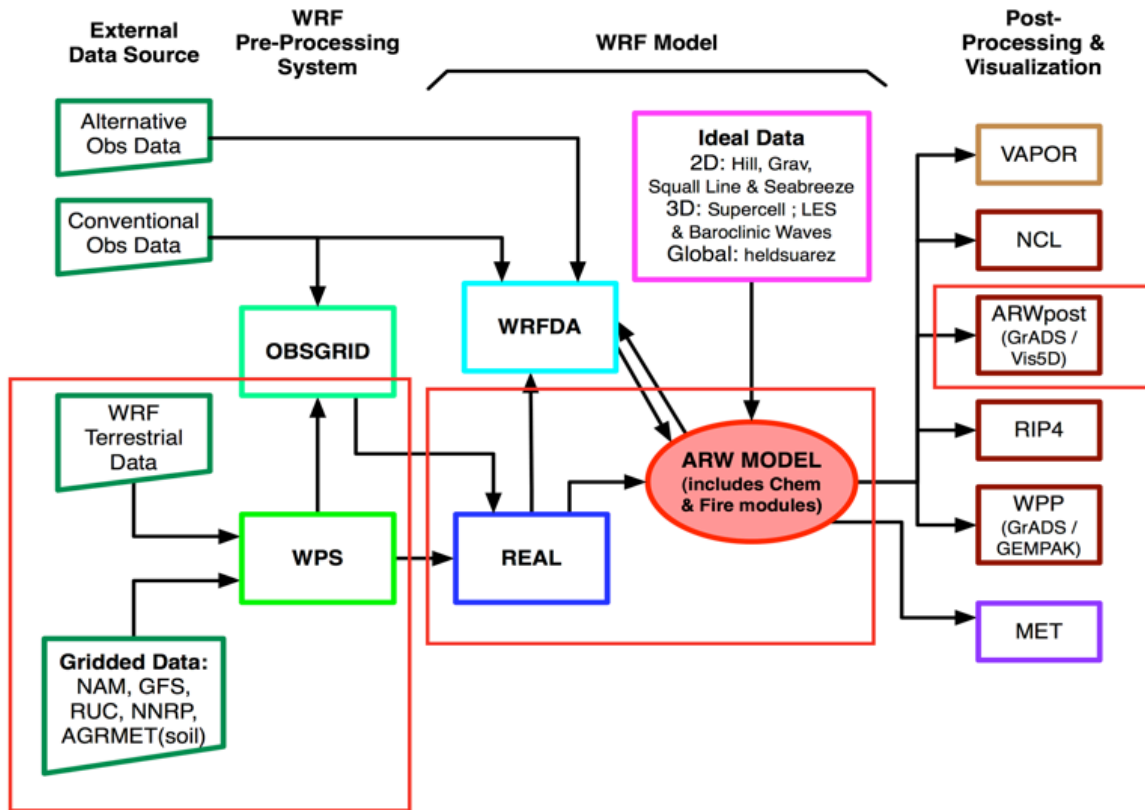 External
Data Source
WRF
Pre-Processing
System
WRF Model
Post-
Processing &
Visualization
Alternative
Obs Data
Conventional
Obs Data
WRF
Terrestrial
Data
Gridded Data:
NAM, GFS,
RUC, NNRP,
AGRMET(soil)
OBSGRID
WPS
WRFDA
REAL
Ideal Data
2D: Hill, Grav,
Squall Line & Seabreeze
3D: Supercell ; LES
& Baroclinic Waves
Global: heldsuarez
ARW MODEL
(includes Chem
& Fire modules)
VAPOR
NCL
ARWpost
(GrADS /
Vis5D)
RIP4
WPP
(GrADS /
GEMPAK)
MET